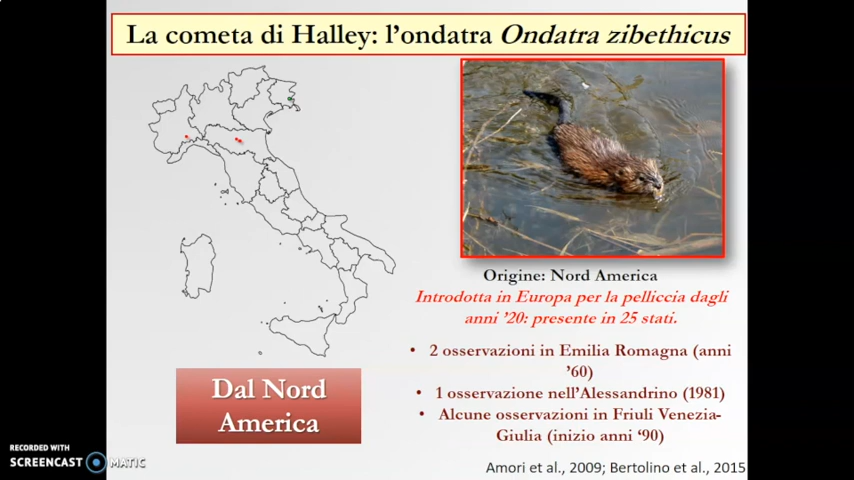 La cometa di Halley: l’ondatra Ondatra zibethicus
Origine: Nord America
Introdotta in Europa per la pelliccia dagli
anni ’20: presente in 25 stati.
• 2 osservazioni in Emilia Romagna (anni
’60)
• 1 osservazione nell’Alessandrino (1981)
• Alcune osservazioni in Friuli Venezia-
Giulia (inizio anni ‘90)
Dal Nord
America
Amori et al., 2009; Bertolino et al., 2015
RECORDED WITH
SCREENCAST MATIC